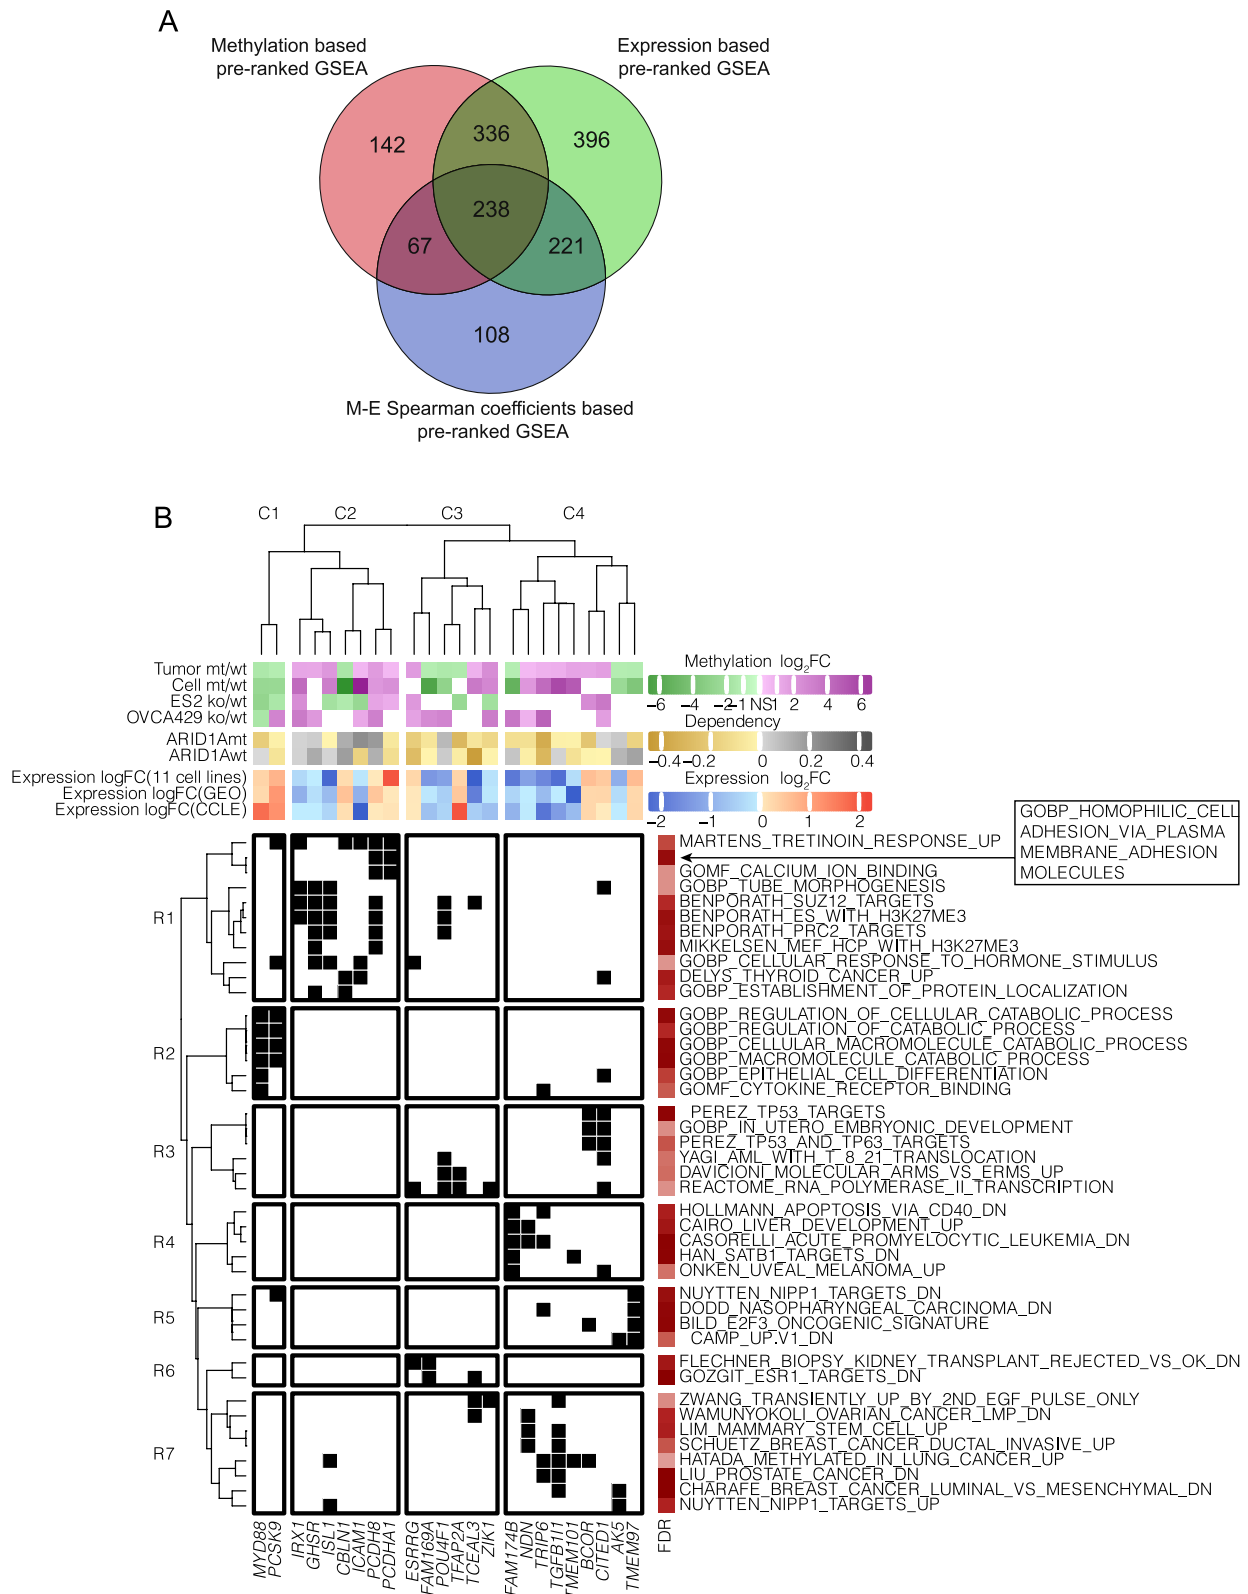 A
Methylation based
pre-ranked GSEA
Expression based
pre-ranked GSEA
142
336
396
238
67
221
108
M-E Spearman coefficients based
pre-ranked GSEA
B
C1
C2
C3
C4
Tumor mt/wt
Cell mt/wt
ES2 ko/wt
OVCA429 ko/wt
ARID1Amt
ARID1Awt
Expression logFC(11 cell lines)
Expression logFC(GEO)
Expression logFC(CCLE)
Methylation log2FC
−6 −4 −2 −1 NS 1 2 4 6
Dependency
−0.4 −0.2 0 0.2 0.4
Expression log2FC
−2 −1 0 1 2
GOBP_HOMOPHILIC_CELL
ADHESION_VIA_PLASMA
MEMBRANE_ADHESION
MOLECULES
R1
MARTENS_TRETINOIN_RESPONSE_UP
GOMF_CALCIUM_ION_BINDING
GOBP_TUBE_MORPHOGENESIS
BENPORATH_SUZ12_TARGETS
BENPORATH_ES_WITH_H3K27ME3
BENPORATH_PRC2_TARGETS
MIKKELSEN_MEF_HCP_WITH_H3K27ME3
GOBP_CELLULAR_RESPONSE_TO_HORMONE_STIMULUS
DELYS_THYROID_CANCER_UP
GOBP_ESTABLISHMENT_OF_PROTEIN_LOCALIZATION
R2
GOBP_REGULATION_OF_CELLULAR_CATABOLIC_PROCESS
GOBP_REGULATION_OF_CATABOLIC_PROCESS
GOBP_CELLULAR_MACROMOLECULE_CATABOLIC_PROCESS
GOBP_MACROMOLECULE_CATABOLIC_PROCESS
GOBP_EPITHELIAL_CELL_DIFFERENTIATION
GOMF_CYTOKINE_RECEPTOR_BINDING
R3
PEREZ_TP53_TARGETS
GOBP_IN_UTERO_EMBRYONIC_DEVELOPMENT
PEREZ_TP53_AND_TP63_TARGETS
YAGI_AML_WITH_T_8_21_TRANSLOCATION
DAVICIONI_MOLECULAR_ARMS_VS_ERMS_UP
REACTOME_RNA_POLYMERASE_II_TRANSCRIPTION
R4
HOLLMANN_APOPTOSIS_VIA_CD40_DN
CAIRO_LIVER_DEVELOPMENT_UP
CASORELLI_ACUTE_PROMYELOCYTIC_LEUKEMIA_DN
HAN_SATB1_TARGETS_DN
ONKEN_UVEAL_MELANOMA_UP
R5
NUYTTEN_NIPP1_TARGETS_DN
DODD_NASOPHARYNGEAL_CARCINOMA_DN
BILD_E2F3_ONCOGENIC_SIGNATURE
CAMP_UP.V1_DN
R6
FLECHNER_BIOPSY_KIDNEY_TRANSPLANT_REJECTED_VS_OK_DN
GOZGIT_ESR1_TARGETS_DN
R7
ZWANG_TRANSIENTLY_UP_BY_2ND_EGF_PULSE_ONLY
WAMUNYOKOLI_OVARIAN_CANCER_LMP_DN
LIM_MAMMARY_STEM_CELL_UP
SCHUETZ_BREAST_CANCER_DUCTAL_INVASIVE_UP
HATADA_METHYLATED_IN_LUNG_CANCER_UP
LIU_PROSTATE_CANCER_DN
CHARAFE_BREAST_CANCER_LUMINAL_VS_MESENCHYMAL_DN
NUYTTEN_NIPP1_TARGETS_UP
MYD88
PCSK9
IRX1
GHSR
ISL1
CBLN1
ICAM1
PCDH8
PCDHA1
ESRRG
FAM169A
POU4F1
TFAP2A
TCEAL3
ZIK1
FAM174B
NDN
TRIP6
TGFB1I1
TMEM101
BCOR
CITED1
AK5
TMEM97
FDR